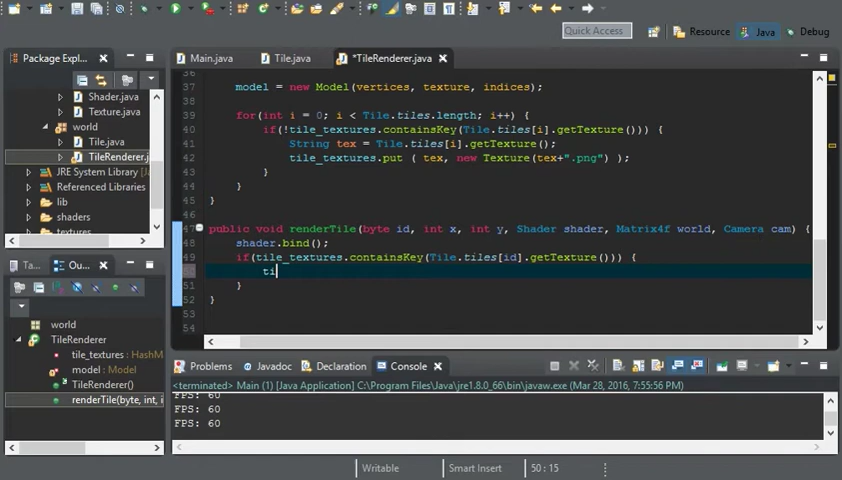 Quick Access
Resource
Java
Debug
Package Expl...
Main.java
Tile.java
*TileRenderer.java
Shader.java
Texture.java
world
Tile.java
TileRenderer.j
JRE System Library [Ja
Referenced Libraries
lib
shaders
textures
36
37 model = new Model(vertices, texture, indices);
38
39 for(int i = 0; i < Tile.tiles.length; i++) {
40 if(!tile_textures.containsKey(Tile.tiles[i].getTexture())) {
41 String tex = Tile.tiles[i].getTexture();
42 tile_textures.put ( tex, new Texture(tex+".png") );
43 }
44 }
45 }
46
47 public void renderTile(byte id, int x, int y, Shader shader, Matrix4f world, Camera cam) {
48 shader.bind();
49 if(tile_textures.containsKey(Tile.tiles[id].getTexture())) {
50 ti
51 }
52 }
53
54
Ta...
Ou...
world
TileRenderer
tile_textures : HashM
model : Model
TileRenderer()
renderTile(byte, int, i
Problems
Javadoc
Declaration
Console
<terminated> Main (1) [Java Application] C:\Program Files\Java\jre1.8.0_66\bin\javaw.exe (Mar 28, 2016, 7:55:56 PM)
FPS: 60
FPS: 60
FPS: 60
Writable
Smart Insert
50 : 15